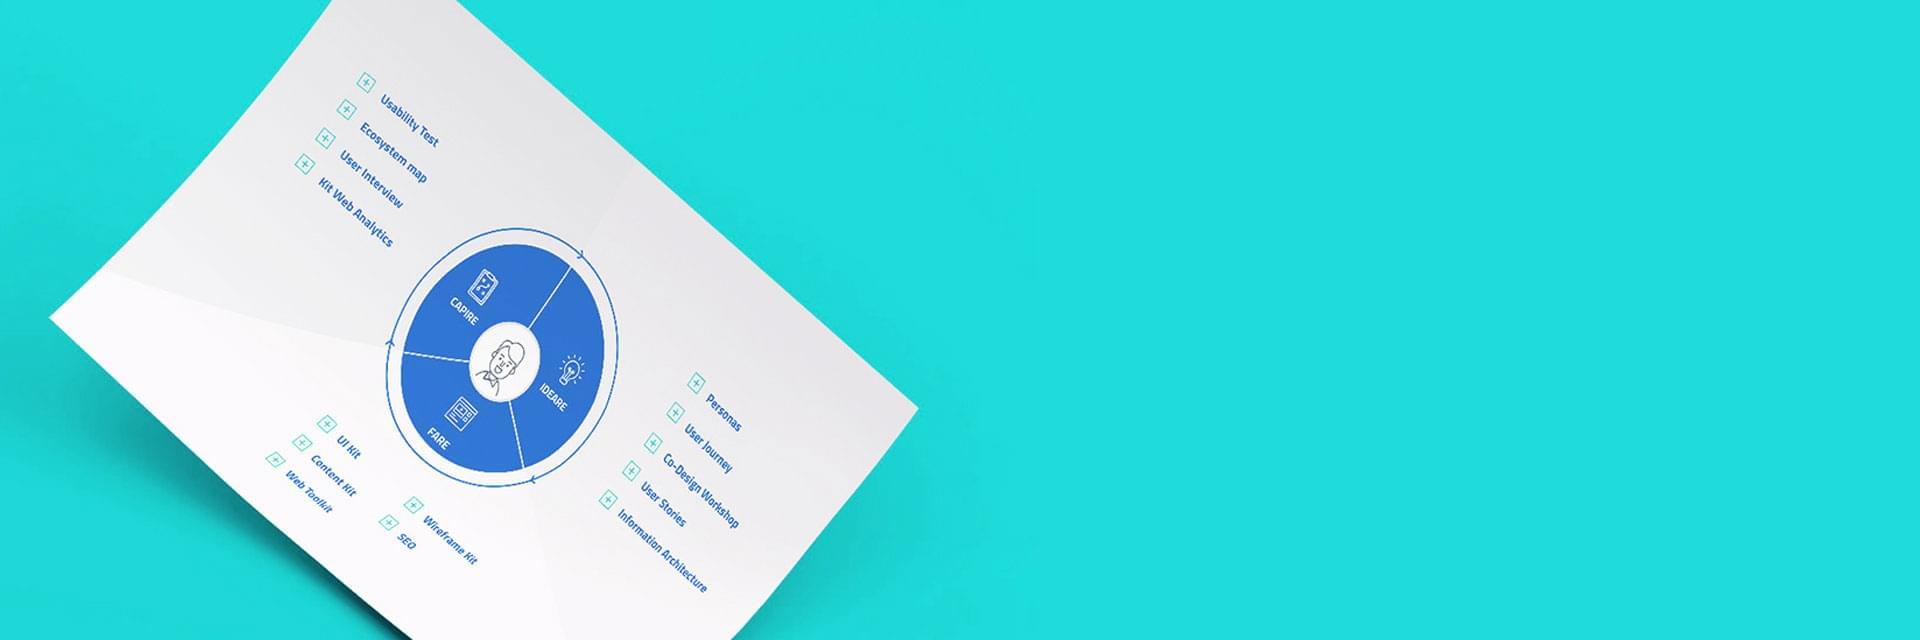 Usability Test
Ecosystem map
User Interview
Kit Web Analytics
CAPIRE
IDEARE
FARE
Personas
User Journey
Co-Design Workshop
User Stories
Information Architecture
UI Kit
Content Kit
Web Toolkit
Wireframe Kit
SEO